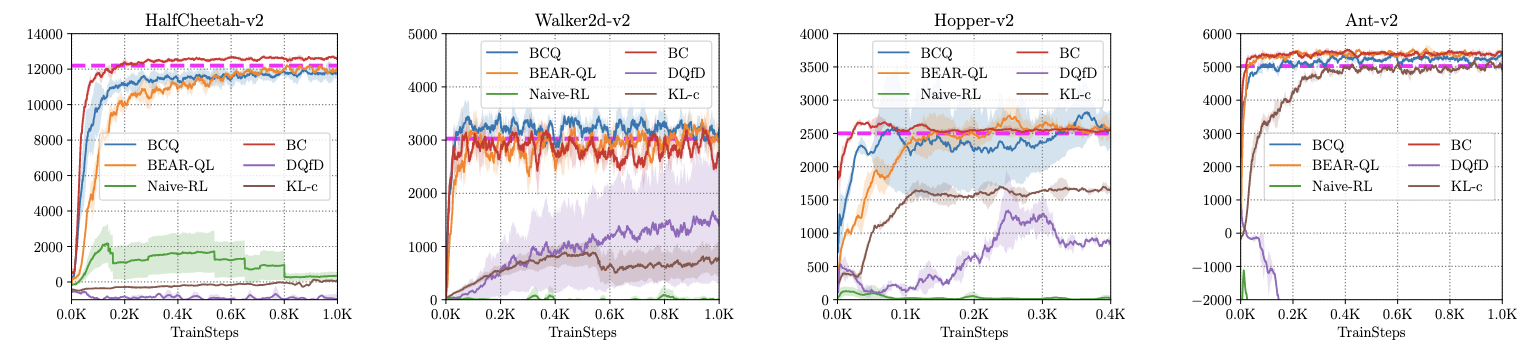 HalfCheetah-v2
14000
12000
10000
8000
6000
4000
2000
0
BCQ BC
BEAR-QL DQfD
Naive-RL KL-c
0.0K 0.2K 0.4K 0.6K 0.8K 1.0K
TrainSteps
Walker2d-v2
5000
4000
3000
2000
1000
0
BCQ BC
BEAR-QL DQfD
Naive-RL KL-c
0.0K 0.2K 0.4K 0.6K 0.8K 1.0K
TrainSteps
Hopper-v2
4000
3500
3000
2500
2000
1500
1000
500
0
BCQ BC
BEAR-QL DQfD
Naive-RL KL-c
0.0K 0.1K 0.2K 0.3K 0.4K
TrainSteps
Ant-v2
6000
5000
4000
3000
2000
1000
0
−1000
−2000
BCQ BC
BEAR-QL DQfD
Naive-RL KL-c
0.0K 0.2K 0.4K 0.6K 0.8K 1.0K
TrainSteps